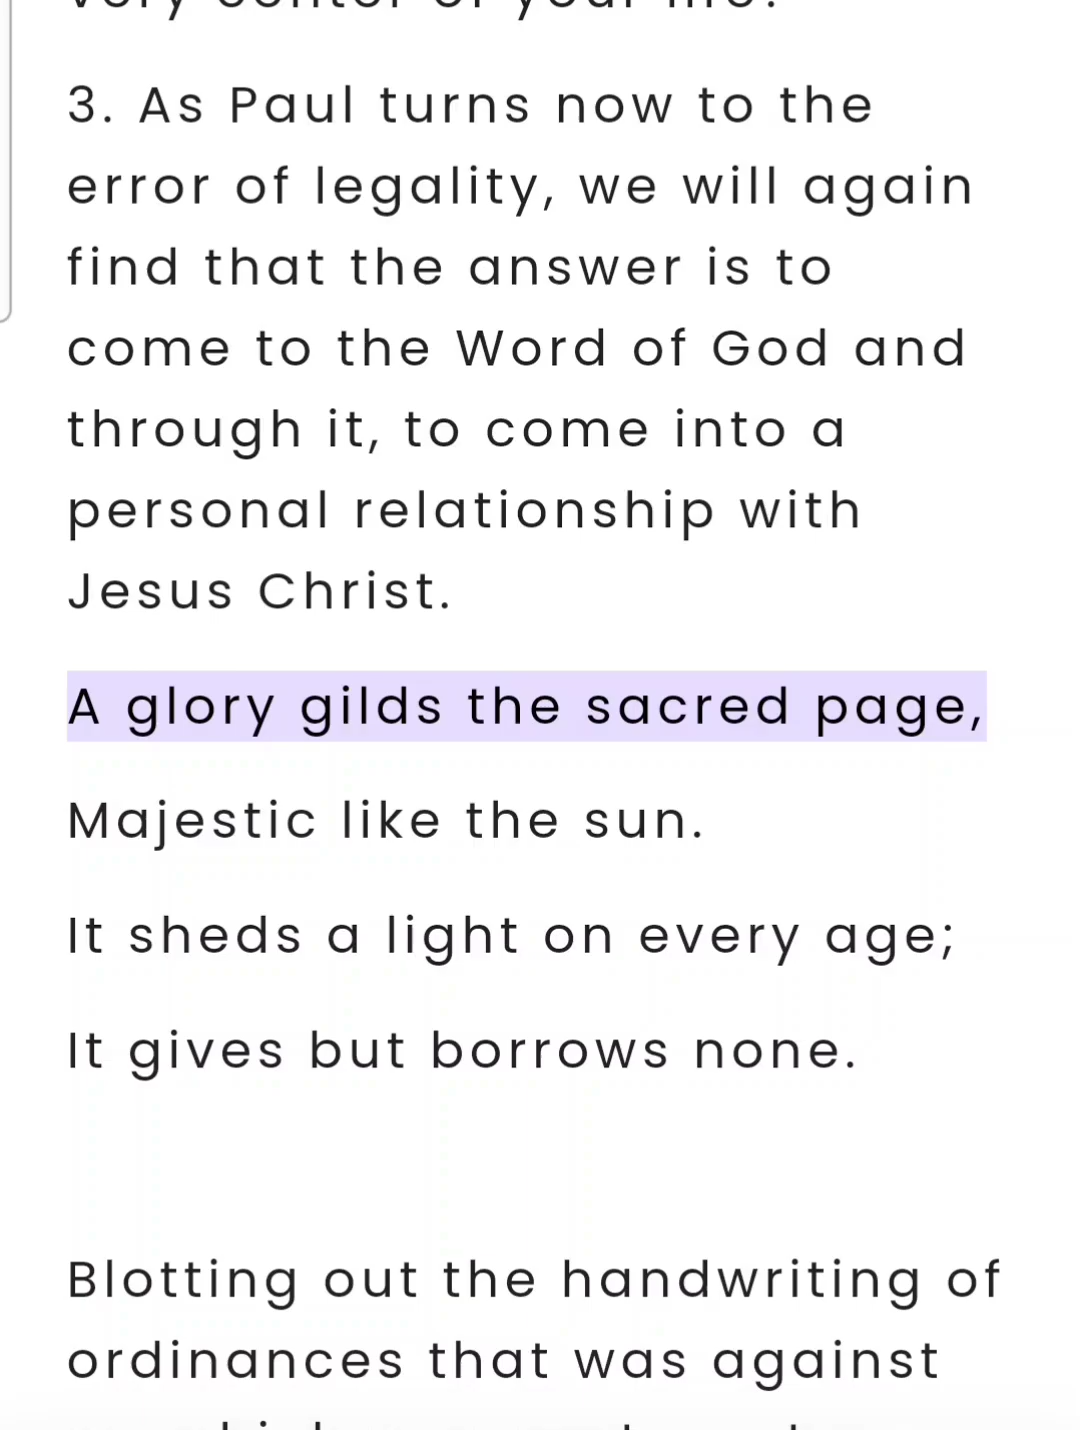 3. As Paul turns now to the
error of legality, we will again
find that the answer is to
come to the Word of God and
through it, to come into a
personal relationship with
Jesus Christ.
A glory gilds the sacred page,
Majestic like the sun.
It sheds a light on every age;
It gives but borrows none.
Blotting out the handwriting of
ordinances that was against